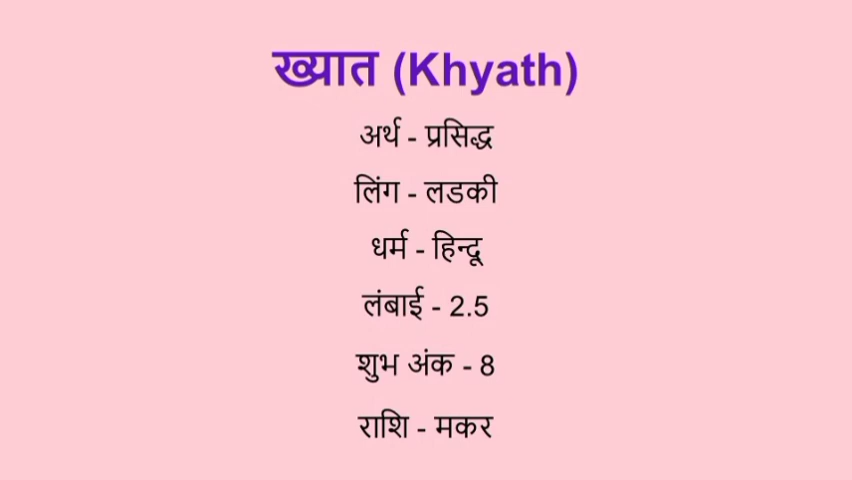 ख्यात (Khyath)
अर्थ - प्रसिद्ध
लिंग - लडकी
धर्म - हिन्दू
लंबाई - 2.5
शुभ अंक - 8
राशि - मकर